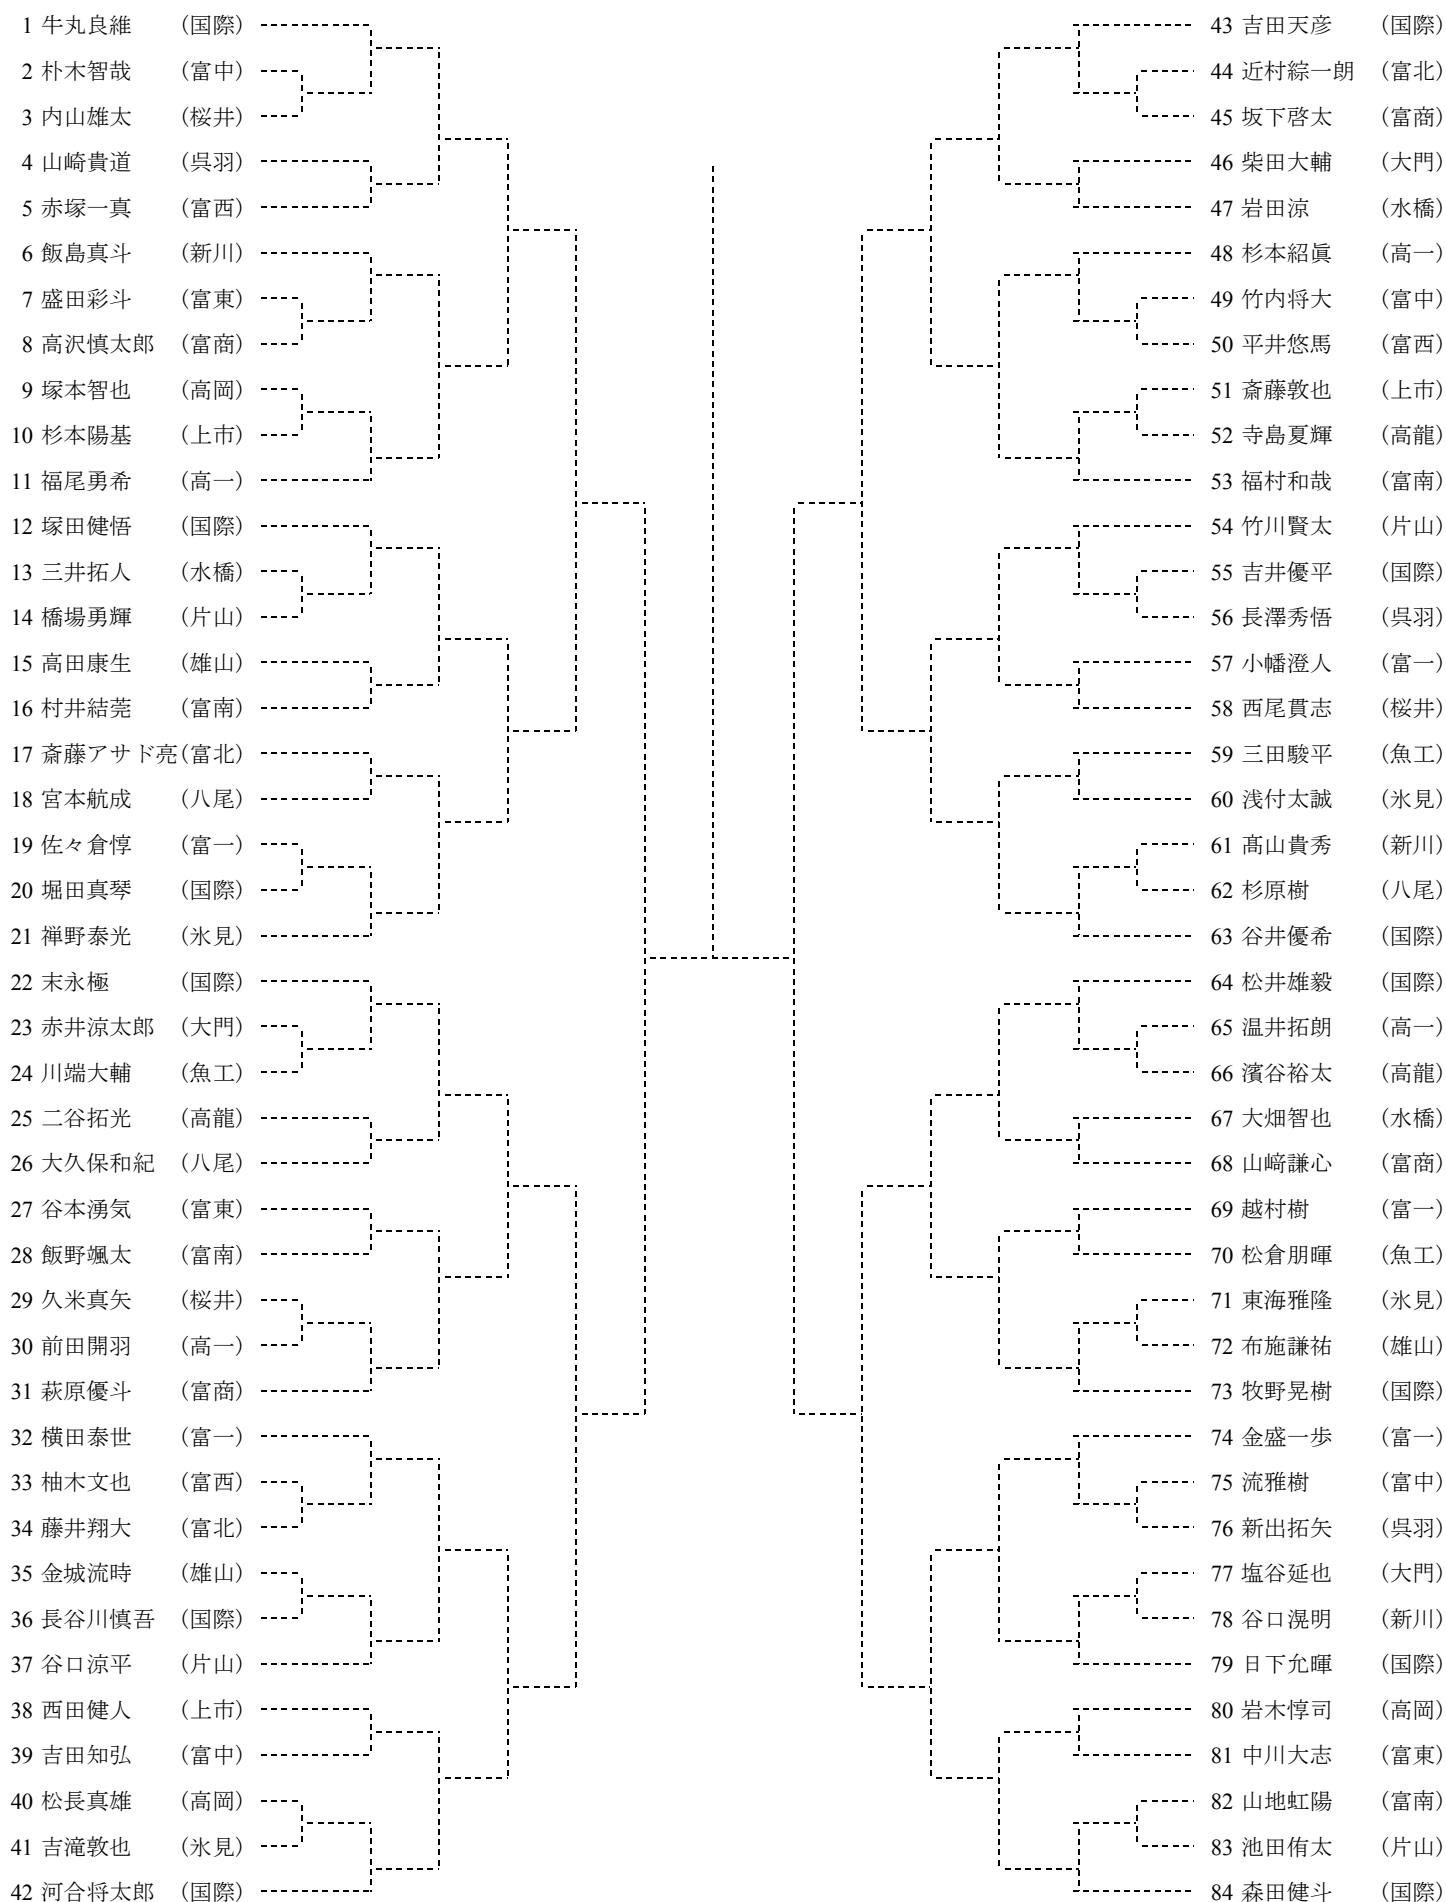 1 牛丸良維 (国際)
2 朴木智哉 (富中)
3 内山雄太 (桜井)
4 山崎貴道 (呉羽)
5 赤塚一真 (富西)
6 飯島真斗 (新川)
7 盛田彩斗 (富東)
8 高沢慎太郎 (富商)
9 塚本智也 (高岡)
10 杉本陽基 (上市)
11 福尾勇希 (高一)
12 塚田健悟 (国際)
13 三井拓人 (水橋)
14 橋場勇輝 (片山)
15 高田康生 (雄山)
16 村井結莞 (富南)
17 斎藤アサド亮(富北)
18 宮本航成 (八尾)
19 佐々倉惇 (富一)
20 堀田真琴 (国際)
21 禅野泰光 (氷見)
22 末永極 (国際)
23 赤井涼太郎 (大門)
24 川端大輔 (魚工)
25 二谷拓光 (高龍)
26 大久保和紀 (八尾)
27 谷本湧気 (富東)
28 飯野颯太 (富南)
29 久米真矢 (桜井)
30 前田開羽 (高一)
31 萩原優斗 (富商)
32 横田泰世 (富一)
33 柚木文也 (富西)
34 藤井翔大 (富北)
35 金城流時 (雄山)
36 長谷川慎吾 (国際)
37 谷口涼平 (片山)
38 西田健人 (上市)
39 吉田知弘 (富中)
40 松長真雄 (高岡)
41 吉滝敦也 (氷見)
42 河合将太郎 (国際)
43 吉田天彦 (国際)
44 近村綜一朗 (富北)
45 坂下啓太 (富商)
46 柴田大輔 (大門)
47 岩田涼 (水橋)
48 杉本紹眞 (高一)
49 竹内将大 (富中)
50 平井悠馬 (富西)
51 斎藤敦也 (上市)
52 寺島夏輝 (高龍)
53 福村和哉 (富南)
54 竹川賢太 (片山)
55 吉井優平 (国際)
56 長澤秀悟 (呉羽)
57 小幡澄人 (富一)
58 西尾貫志 (桜井)
59 三田駿平 (魚工)
60 浅付太誠 (氷見)
61 髙山貴秀 (新川)
62 杉原樹 (八尾)
63 谷井優希 (国際)
64 松井雄毅 (国際)
65 温井拓朗 (高一)
66 濱谷裕太 (高龍)
67 大畑智也 (水橋)
68 山﨑謙心 (富商)
69 越村樹 (富一)
70 松倉朋暉 (魚工)
71 東海雅隆 (氷見)
72 布施謙祐 (雄山)
73 牧野晃樹 (国際)
74 金盛一歩 (富一)
75 流雅樹 (富中)
76 新出拓矢 (呉羽)
77 塩谷延也 (大門)
78 谷口滉明 (新川)
79 日下允暉 (国際)
80 岩木惇司 (高岡)
81 中川大志 (富東)
82 山地虹陽 (富南)
83 池田侑太 (片山)
84 森田健斗 (国際)